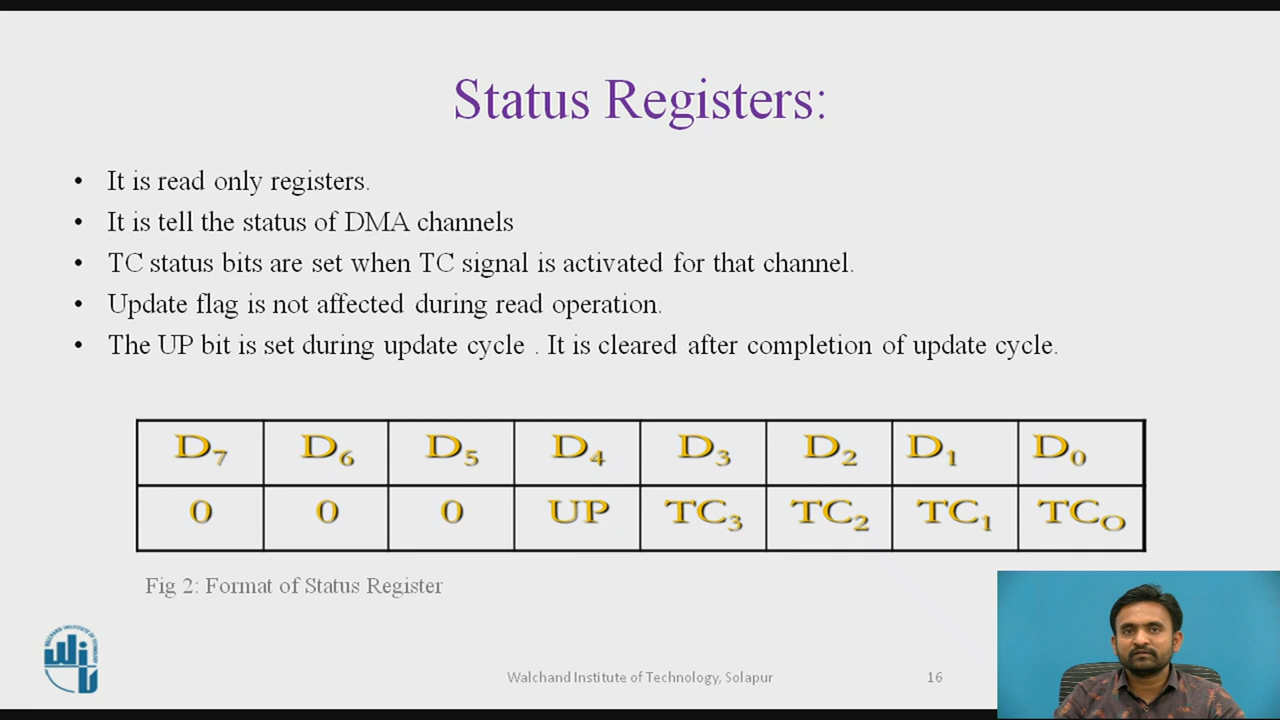 Status Registers:
• It is read only registers.
• It is tell the status of DMA channels
• TC status bits are set when TC signal is activated for that channel.
• Update flag is not affected during read operation.
• The UP bit is set during update cycle . It is cleared after completion of update cycle.
D7 D6 D5 D4 D3 D2 D1 D0
0 0 0 UP TC3 TC2 TC1 TCO
Fig 2: Format of Status Register
Walchand Institute of Technology, Solapur 16